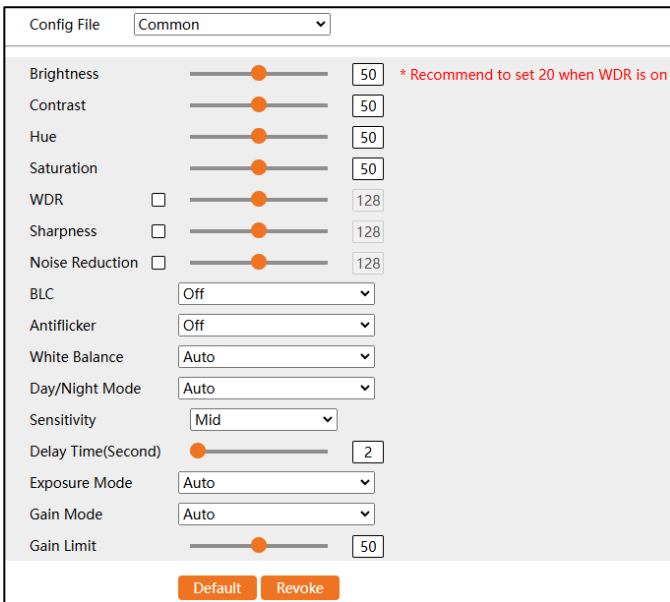 Config File Common
Brightness 50 * Recommend to set 20 when WDR is on
Contrast 50
Hue 50
Saturation 50
WDR 128
Sharpness 128
Noise Reduction 128
BLC Off
Antiflicker Off
White Balance Auto
Day/Night Mode Auto
Sensitivity Mid
Delay Time(Second) 2
Exposure Mode Auto
Gain Mode Auto
Gain Limit 50
Default Revoke